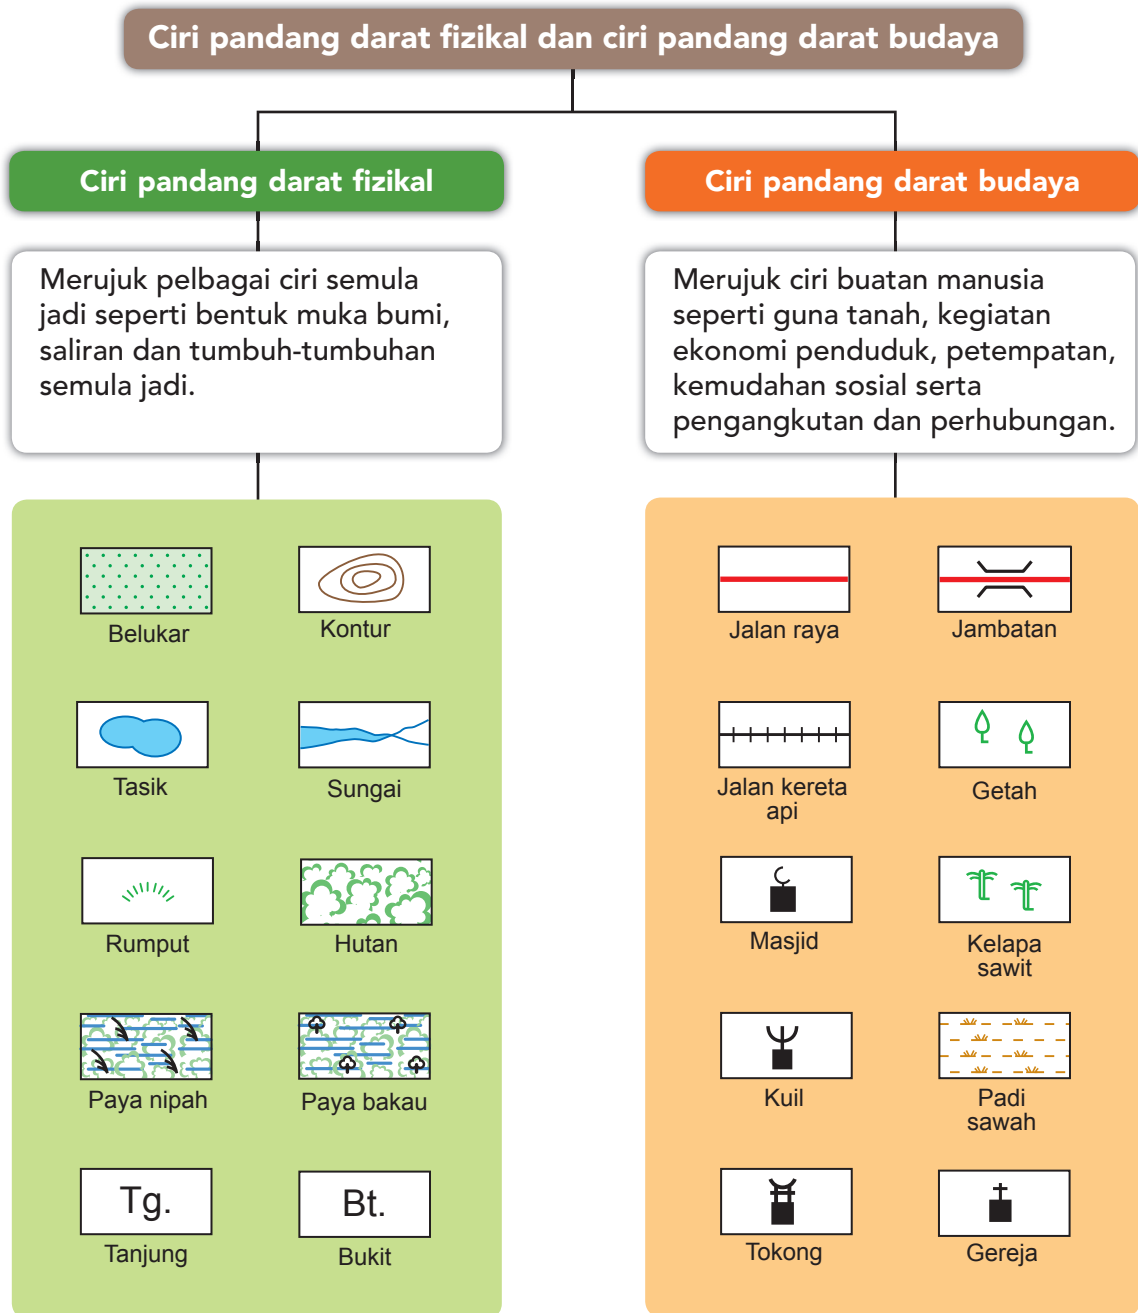 Ciri pandang darat fizikal dan ciri pandang darat budaya
Ciri pandang darat fizikal
Merujuk pelbagai ciri semula
jadi seperti bentuk muka bumi,
saliran dan tumbuh-tumbuhan
semula jadi.
Belukar
Kontur
Tasik
Sungai
Rumput
Hutan
Paya nipah
Paya bakau
Tg.
Tanjung
Bt.
Bukit
Ciri pandang darat budaya
Merujuk ciri buatan manusia
seperti guna tanah, kegiatan
ekonomi penduduk, petempatan,
kemudahan sosial serta
pengangkutan dan perhubungan.
Jalan raya
Jambatan
Jalan kereta
api
Getah
Masjid
Kelapa
sawit
Kuil
Padi
sawah
Tokong
Gereja